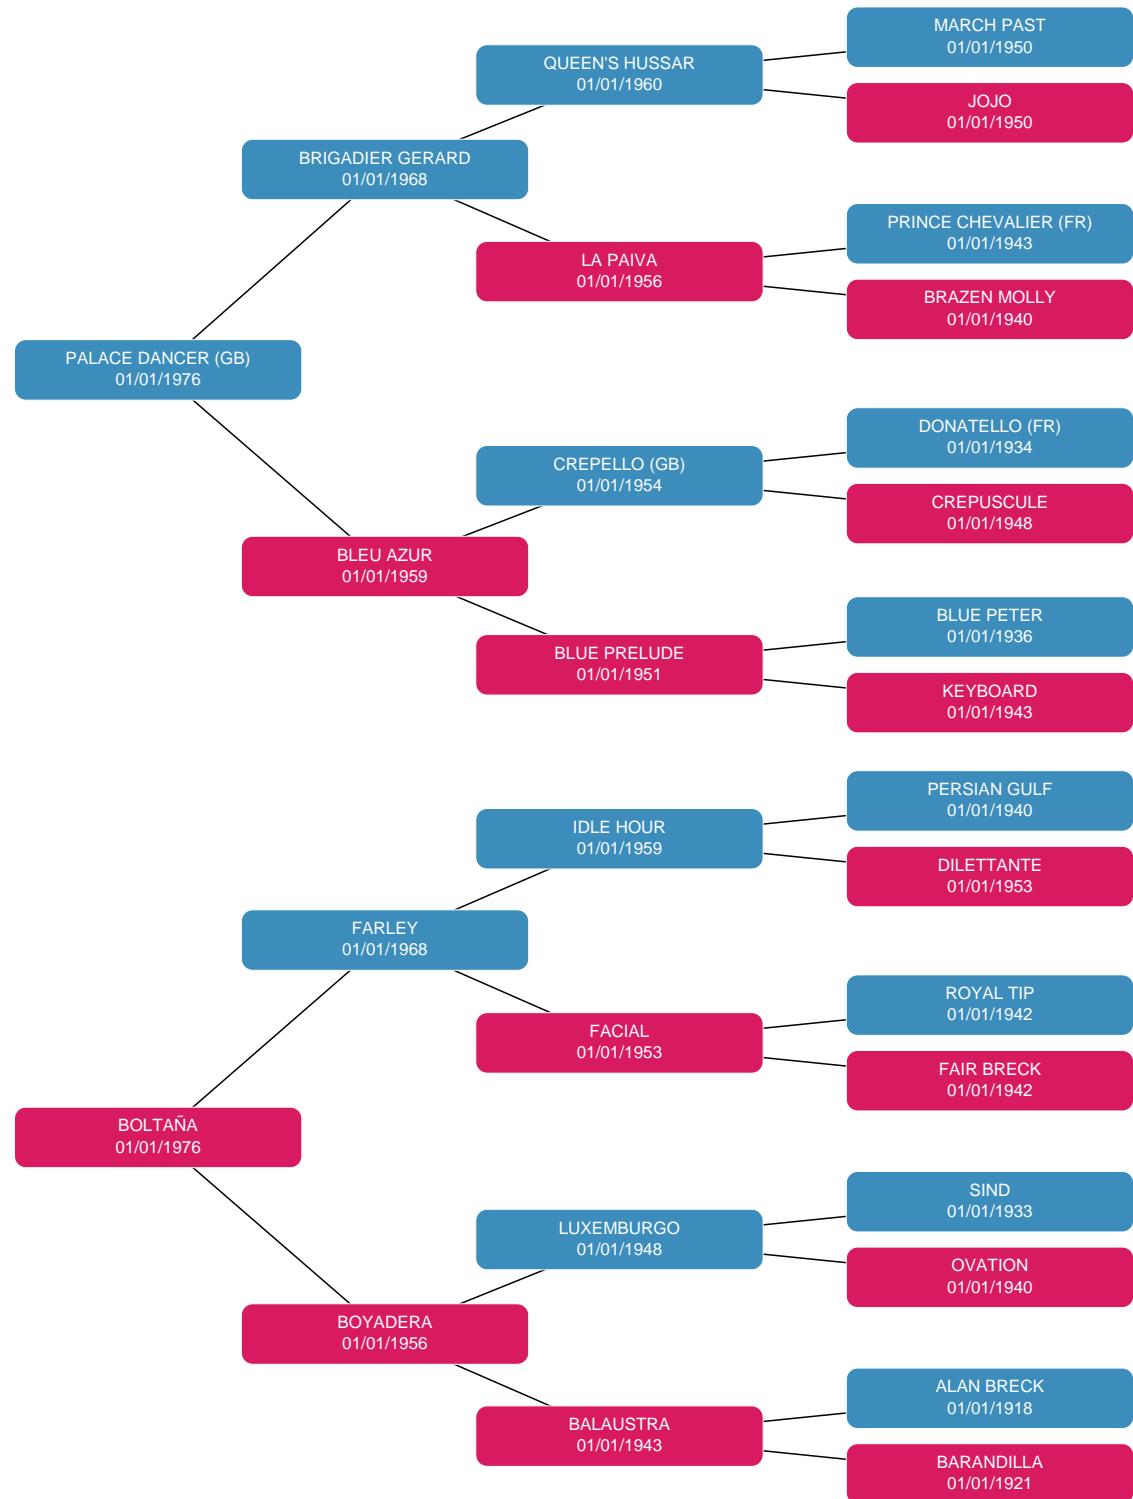 MARCH PAST
01/01/1950
QUEEN'S HUSSAR
01/01/1960
JOJO
01/01/1950
BRIGADIER GERARD
01/01/1968
PRINCE CHEVALIER (FR)
01/01/1943
LA PAIVA
01/01/1956
BRAZEN MOLLY
01/01/1940
PALACE DANCER (GB)
01/01/1976
DONATELLO (FR)
01/01/1934
CREPELLO (GB)
01/01/1954
CREPUSCULE
01/01/1948
BLEU AZUR
01/01/1959
BLUE PETER
01/01/1936
BLUE PRELUDE
01/01/1951
KEYBOARD
01/01/1943
PERSIAN GULF
01/01/1940
IDLE HOUR
01/01/1959
DILETTANTE
01/01/1953
FARLEY
01/01/1968
ROYAL TIP
01/01/1942
FACIAL
01/01/1953
FAIR BRECK
01/01/1942
BOLTAÑA
01/01/1976
SIND
01/01/1933
LUXEMBURGO
01/01/1948
OVATION
01/01/1940
BOYADERA
01/01/1956
ALAN BRECK
01/01/1918
BALAUSTRA
01/01/1943
BARANDILLA
01/01/1921